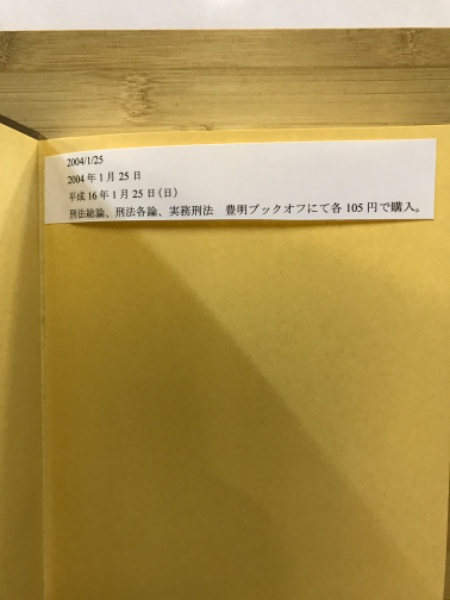 2004/1/25
2004年1月25日
平成16年1月25日(日)
刑法総論、刑法各論、実務刑法　豊明ブックオフにて各105円で購入。